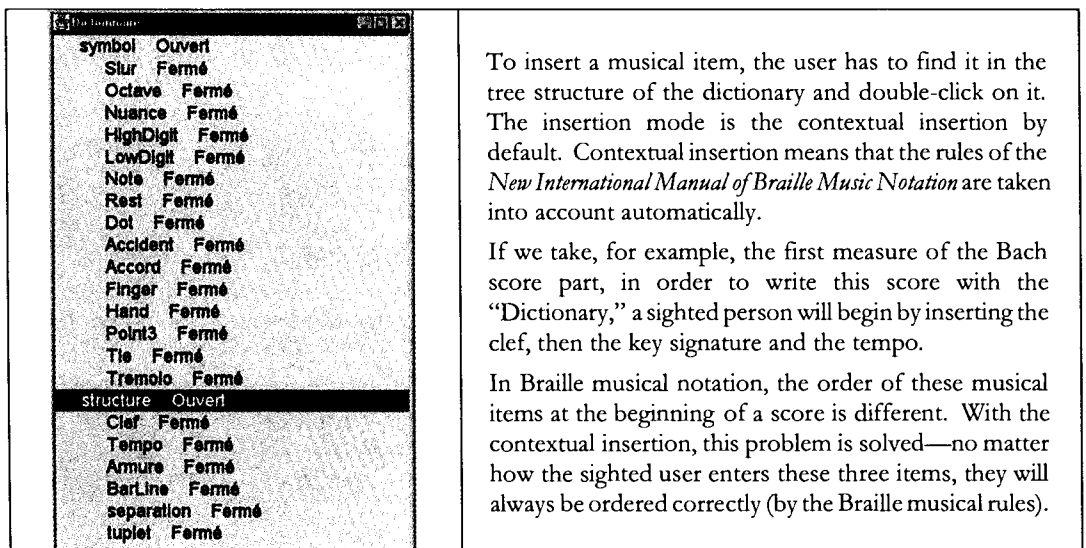 Dictionnaire
symbol Ouvert
Slur Fermé
Octave Fermé
Nuance Fermé
HighDigit Fermé
LowDigit Fermé
Note Fermé
Rest Fermé
Dot Fermé
Accident Fermé
Accord Fermé
Finger Fermé
Hand Fermé
Point3 Fermé
Tie Fermé
Tremolo Fermé
structure Ouvert
Clef Fermé
Tempo Fermé
Armure Fermé
BarLine Fermé
separation Fermé
tuplet Fermé
To insert a musical item, the user has to find it in the
tree structure of the dictionary and double-click on it.
The insertion mode is the contextual insertion by
default. Contextual insertion means that the rules of the
New International Manual of Braille Music Notation are taken
into account automatically.
If we take, for example, the first measure of the Bach
score part, in order to write this score with the
“Dictionary,” a sighted person will begin by inserting the
clef, then the key signature and the tempo.
In Braille musical notation, the order of these musical
items at the beginning of a score is different. With the
contextual insertion, this problem is solved—no matter
how the sighted user enters these three items, they will
always be ordered correctly (by the Braille musical rules).